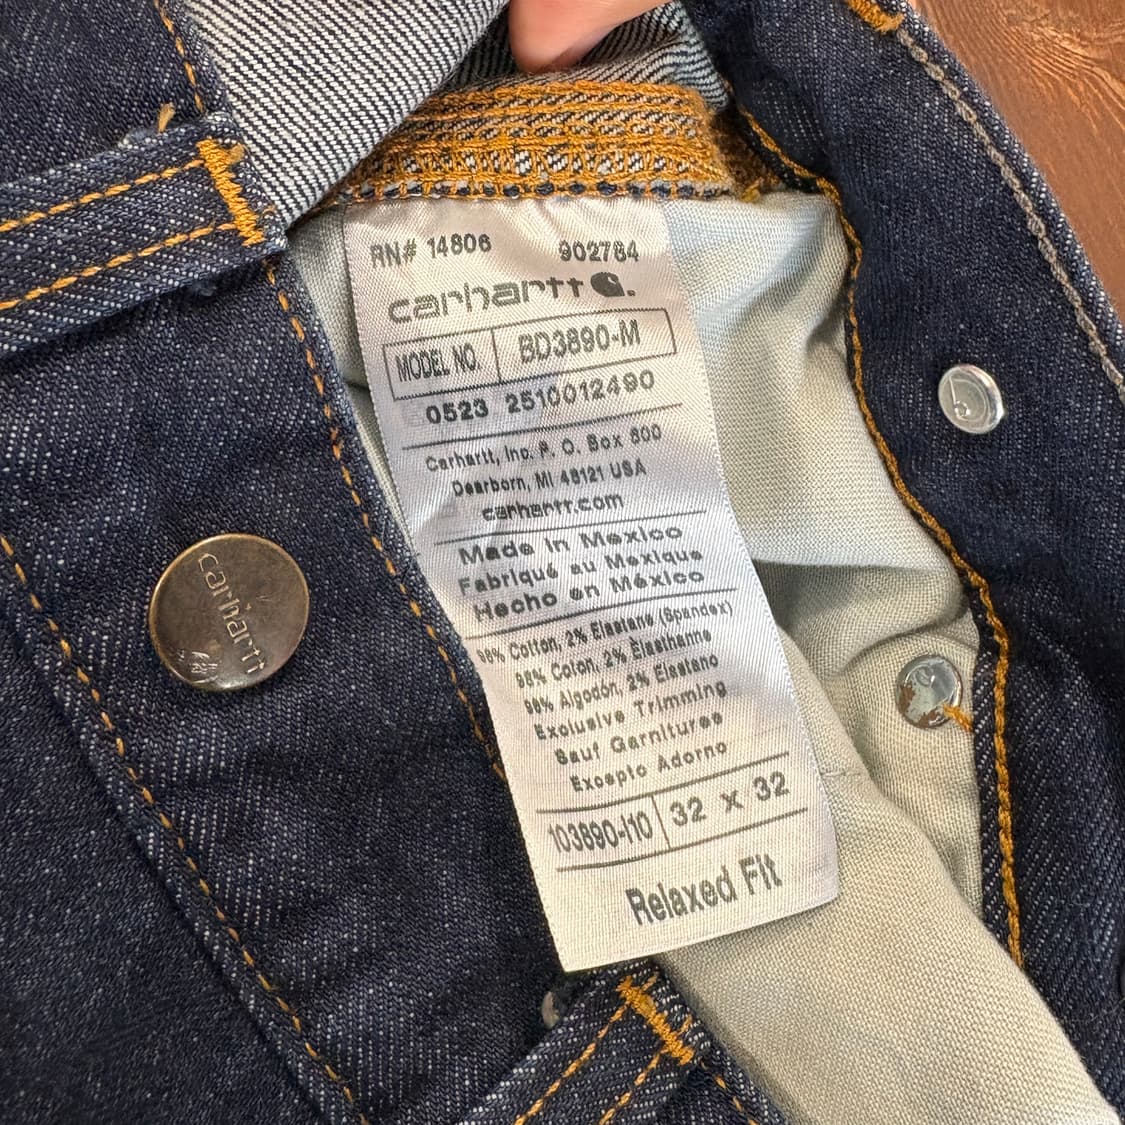 RN# 14806 902784
carhartt
MODEL NO. BD3890-M
0523 2510012490
Carhartt, Inc. P. O. Box 600
Dearborn, MI 48121 USA
carhartt.com
Made in Mexico
Fabriqué au Mexique
Hecho en México
98% Cotton, 2% Elastane (Spandex)
98% Coton, 2% Élasthanne
98% Algodón, 2% Elastano
Exclusive Trimming
Sauf Garnitures
Excepto Adorno
103890-I10 32 x 32
Relaxed Fit
carhartt